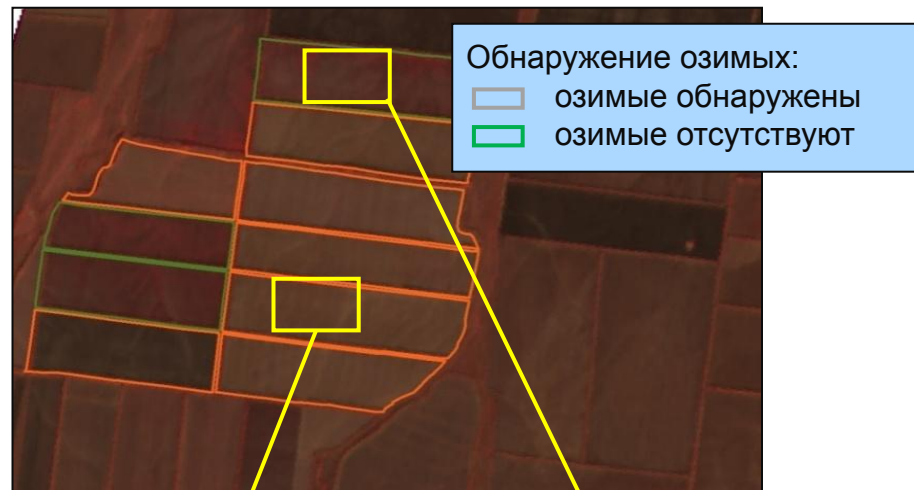 Обнаружение озимых:
озимые обнаружены
озимые отсутствуют